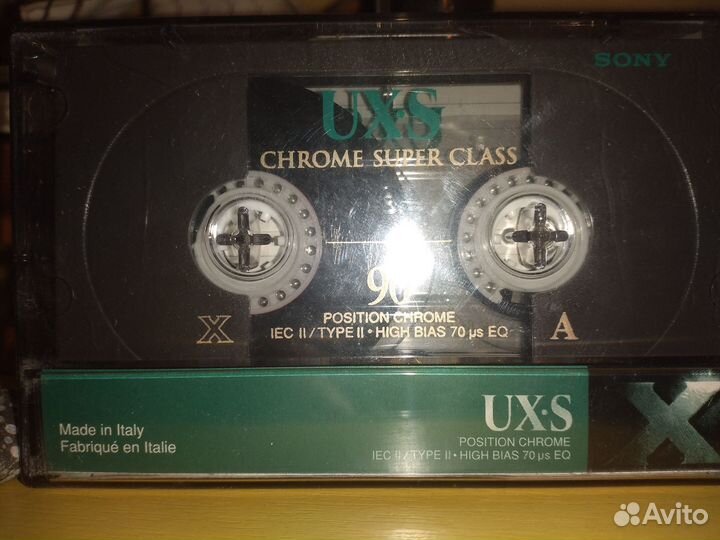 SONY
UX·S
CHROME SUPER CLASS
90
POSITION CHROME
IEC II / TYPE II • HIGH BIAS 70 µs EQ
X
A
UX·S
POSITION CHROME
IEC II / TYPE II • HIGH BIAS 70 µs EQ
Made in Italy
Fabriqué en Italie
X
Avito